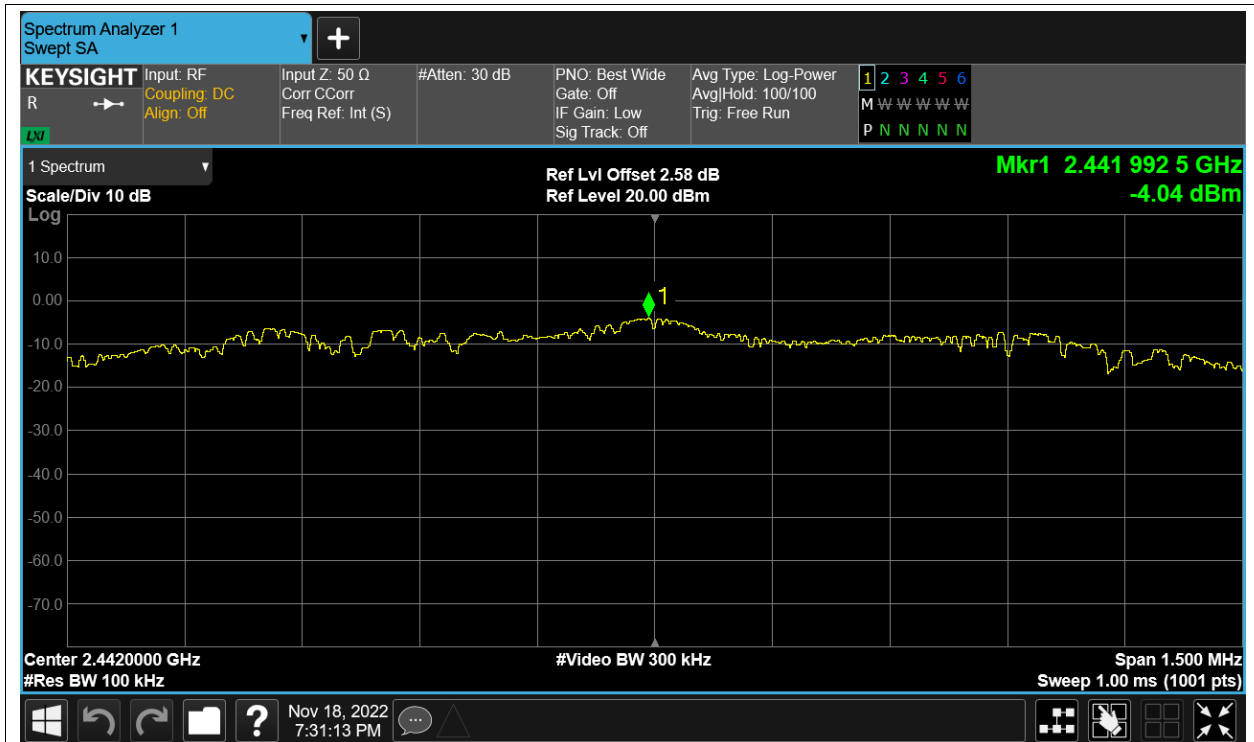 Spectrum Analyzer 1
Swept SA
KEYSIGHT
R
LXI
Input: RF
Coupling: DC
Align: Off
Input Z: 50 Ω
Corr CCorr
Freq Ref: Int (S)
#Atten: 30 dB
PNO: Best Wide
Gate: Off
IF Gain: Low
Sig Track: Off
Avg Type: Log-Power
Avg|Hold: 100/100
Trig: Free Run
1 2 3 4 5 6
M W W W W W
P N N N N N
1 Spectrum
Scale/Div 10 dB
Ref Lvl Offset 2.58 dB
Ref Level 20.00 dBm
Mkr1 2.441 992 5 GHz
-4.04 dBm
Log
10.0
0.00
-10.0
-20.0
-30.0
-40.0
-50.0
-60.0
-70.0
1
Center 2.4420000 GHz
#Res BW 100 kHz
#Video BW 300 kHz
Span 1.500 MHz
Sweep 1.00 ms (1001 pts)
?
Nov 18, 2022
7:31:13 PM